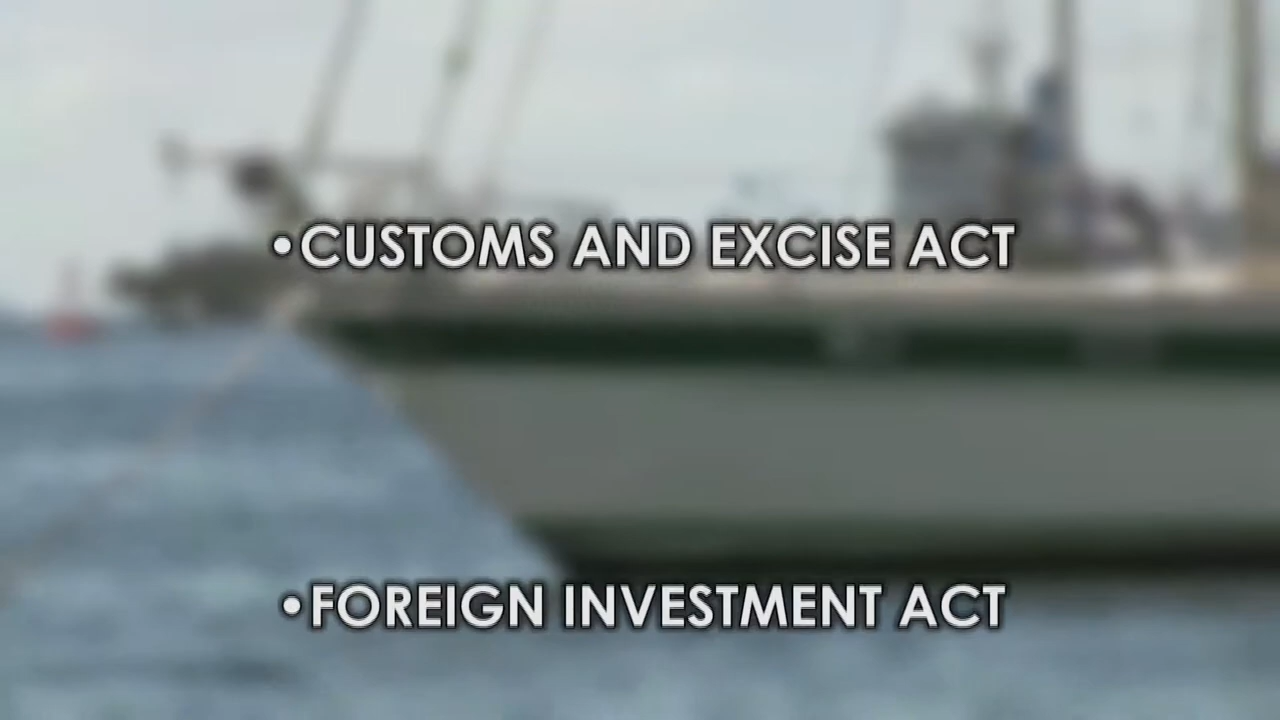 •CUSTOMS AND EXCISE ACT
•FOREIGN INVESTMENT ACT